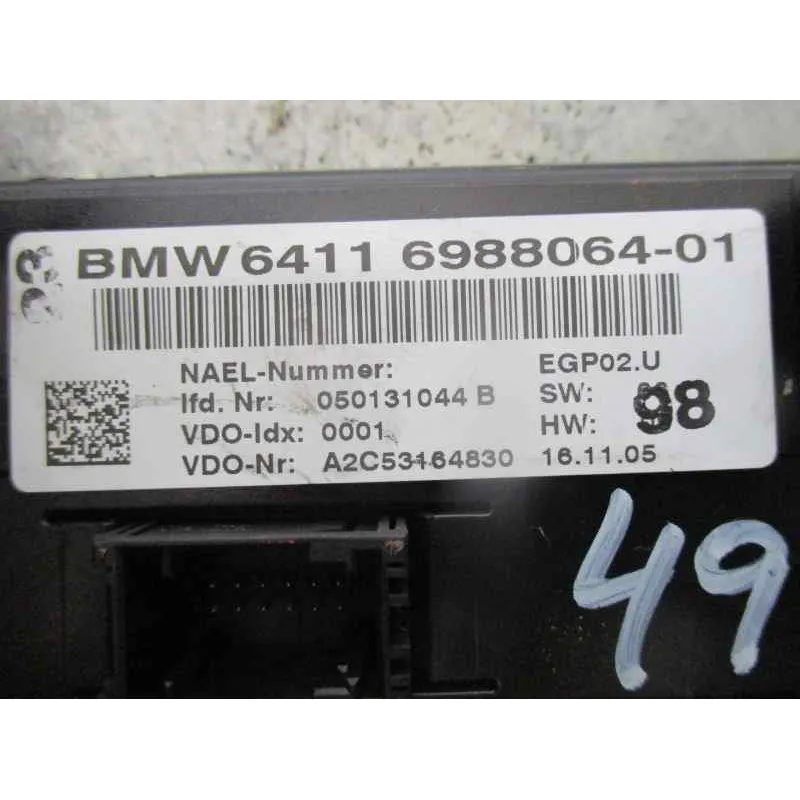 33
BMW 6411 6988064-01
NAEL-Nummer: EGP02.U
lfd. Nr: 050131044 B SW:
VDO-Idx: 0001 HW: 98
VDO-Nr: A2C53164830 16.11.05
49